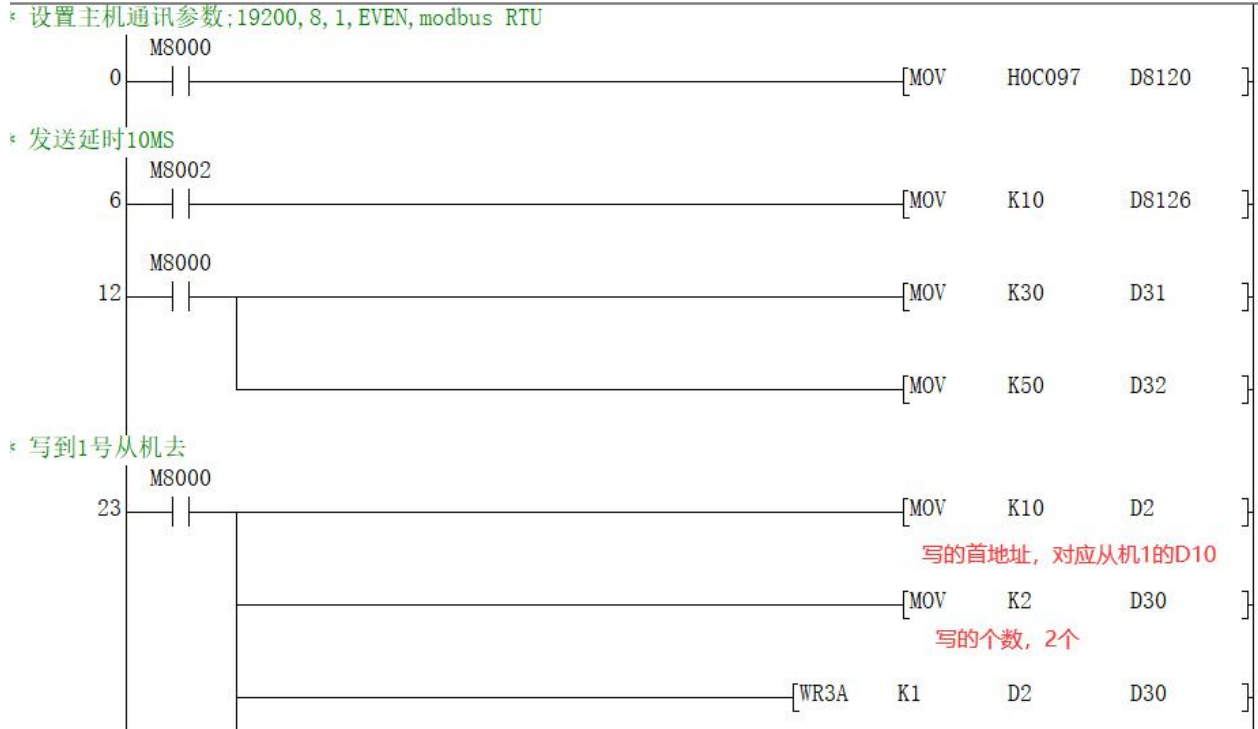 * 设置主机通讯参数;19200,8,1,EVEN,modbus RTU
M8000
0 [MOV H0C097 D8120 ]
* 发送延时10MS
M8002
6 [MOV K10 D8126 ]
M8000
12 [MOV K30 D31 ]
[MOV K50 D32 ]
* 写到1号从机去
M8000
23 [MOV K10 D2 ]
写的首地址，对应从机1的D10
[MOV K2 D30 ]
写的个数，2个
[WR3A K1 D2 D30 ]